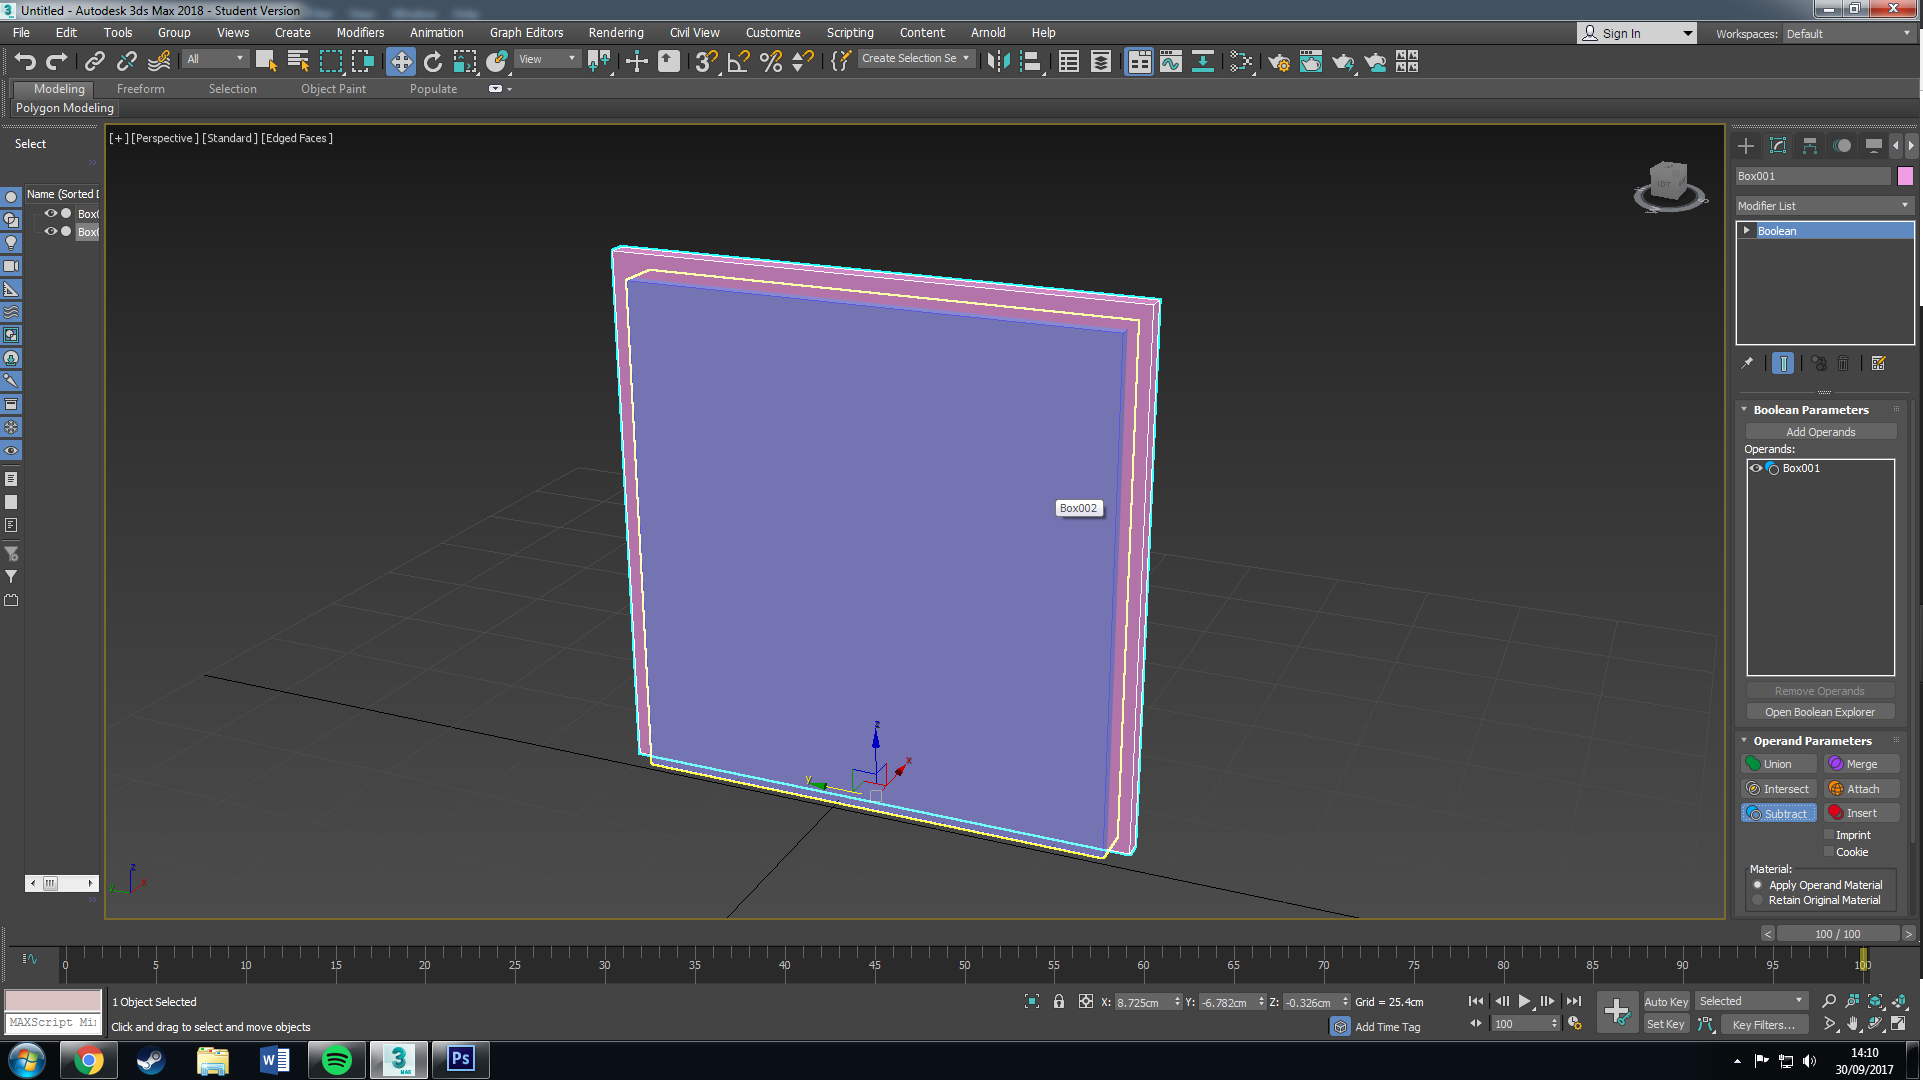 Untitled - Autodesk 3ds Max 2018 - Student Version
File Edit Tools Group Views Create Modifiers Animation Graph Editors Rendering Civil View Customize Scripting Content Arnold Help
Sign In
Workspaces: Default
All
View
Create Selection Se
Modeling Freeform Selection Object Paint Populate
Polygon Modeling
Select
[+] [Perspective] [Standard] [Edged Faces]
Name (Sorted
Box0
Box0
Box001
Modifier List
Boolean
Boolean Parameters
Add Operands
Operands:
Box001
Box002
Remove Operands
Open Boolean Explorer
Operand Parameters
Union Merge
Intersect Attach
Subtract Insert
Imprint
Cookie
Material:
Apply Operand Material
Retain Original Material
z
x
y
z
x
y
< 100 / 100 >
0 5 10 15 20 25 30 35 40 45 50 55 60 65 70 75 80 85 90 95 100
1 Object Selected
X: 8.725cm Y: -6.782cm Z: -0.326cm Grid = 25.4cm
Auto Key Selected
MAXScript Mi
Click and drag to select and move objects
Add Time Tag
100
Set Key Key Filters...
3 MAX
Ps
14:10
30/09/2017